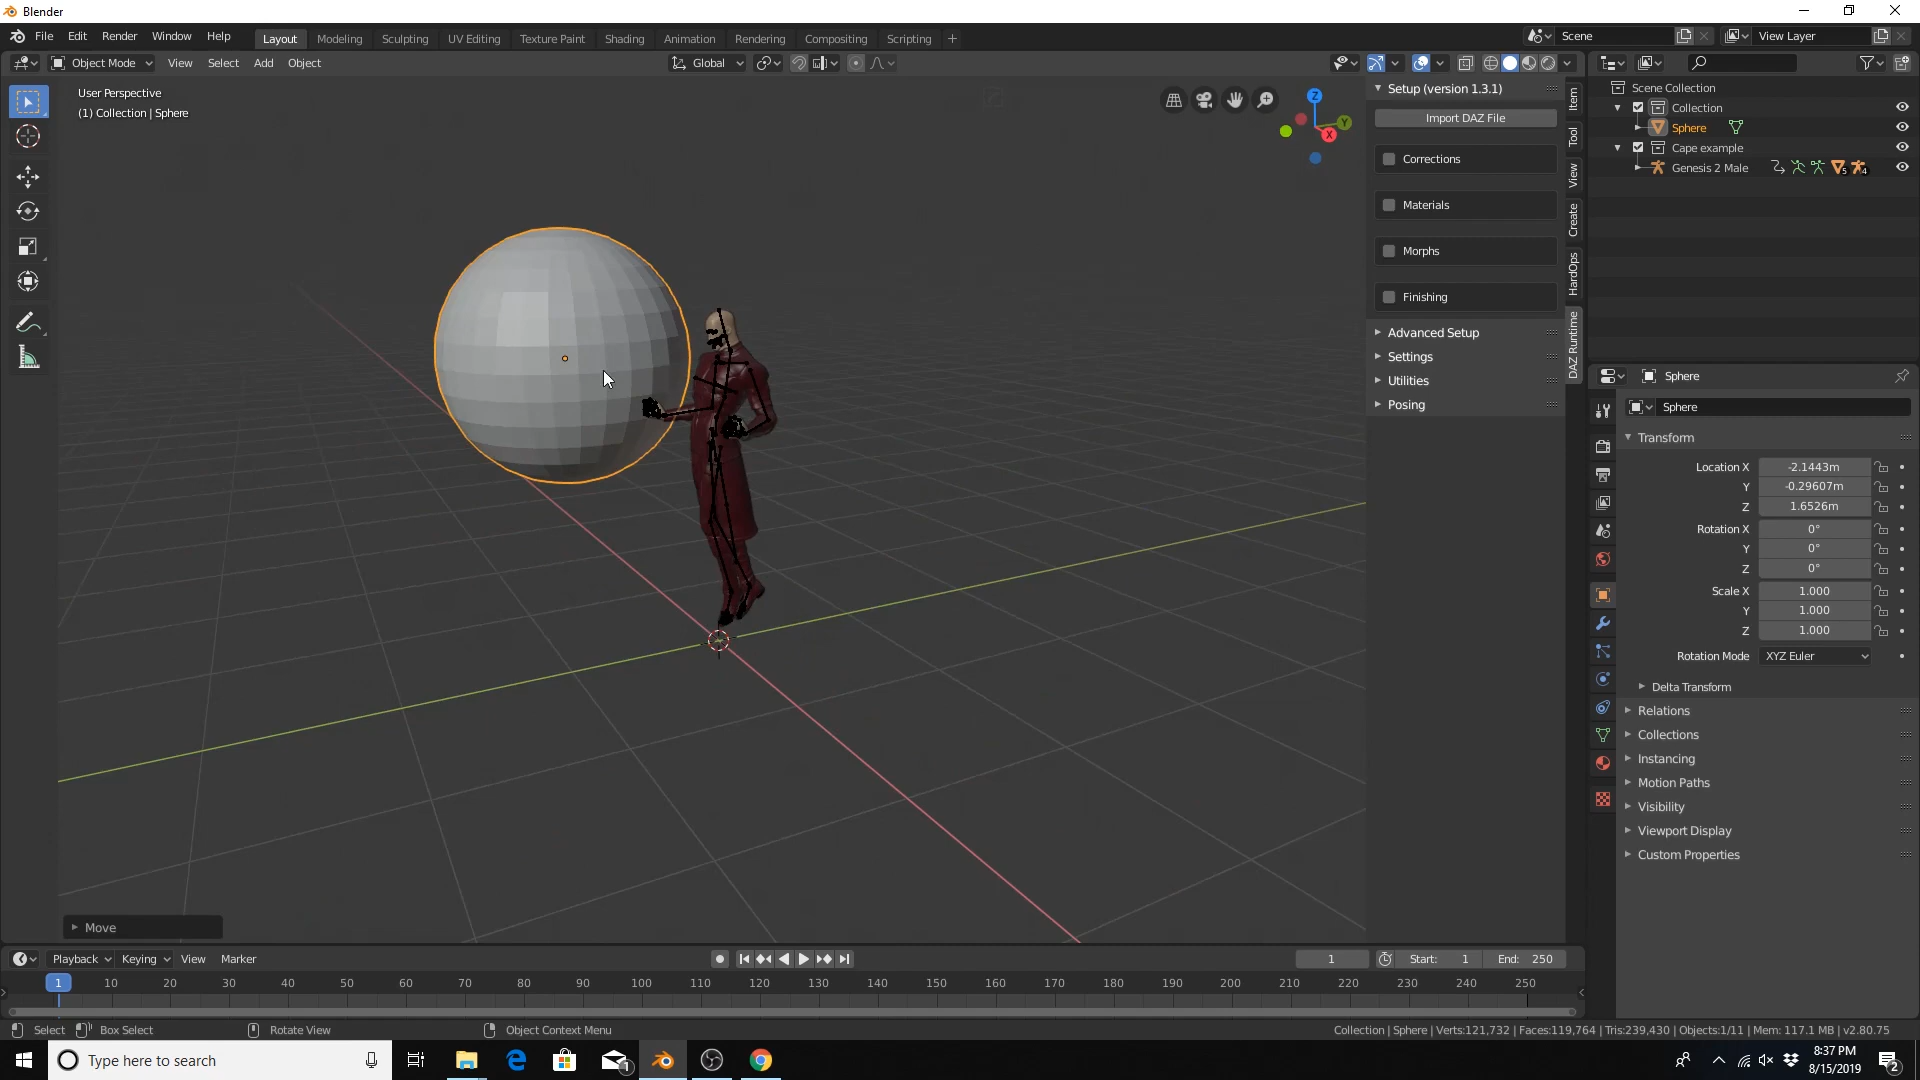 Blender
File Edit Render Window Help
Layout Modeling Sculpting UV Editing Texture Paint Shading Animation Rendering Compositing Scripting +
Scene
View Layer
Object Mode View Select Add Object
Global
User Perspective
(1) Collection | Sphere
Z
Y
X
Setup (version 1.3.1)
Import DAZ File
Corrections
Materials
Morphs
Finishing
Advanced Setup
Settings
Utilities
Posing
Item
Tool
View
Create
HardOps
DAZ Runtime
Scene Collection
Collection
Sphere
Cape example
Genesis 2 Male
5
4
Sphere
Sphere
Transform
Location X -2.1443m
Y -0.29607m
Z 1.6526m
Rotation X 0°
Y 0°
Z 0°
Scale X 1.000
Y 1.000
Z 1.000
Rotation Mode XYZ Euler
Delta Transform
Relations
Collections
Instancing
Motion Paths
Visibility
Viewport Display
Custom Properties
Move
Playback Keying View Marker
1
Start: 1
End: 250
1 10 20 30 40 50 60 70 80 90 100 110 120 130 140 150 160 170 180 190 200 210 220 230 240 250
Select Box Select Rotate View Object Context Menu
Collection | Sphere | Verts:121,732 | Faces:119,764 | Tris:239,430 | Objects:1/11 | Mem: 117.1 MB | v2.80.75
Type here to search
1
8:37 PM
8/15/2019
2